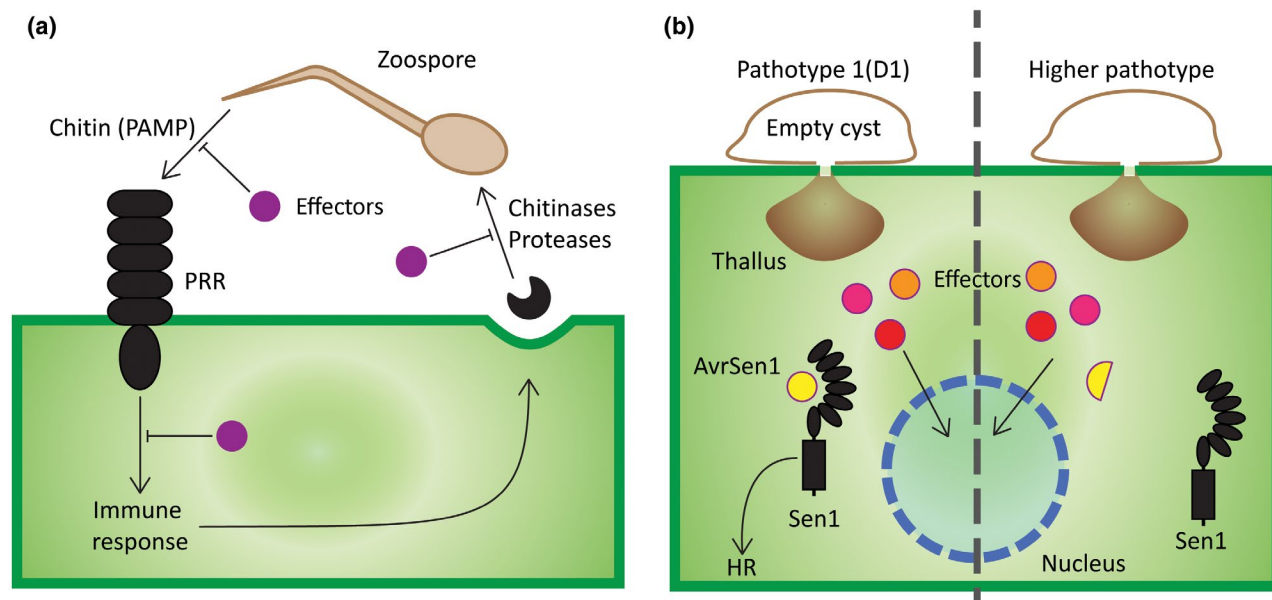 (a)
Zoospore
Chitin (PAMP)
Effectors
Chitinases
Proteases
PRR
Immune
response
(b)
Pathotype 1(D1)
Higher pathotype
Empty cyst
Thallus
Effectors
AvrSen1
Sen1
Sen1
HR
Nucleus